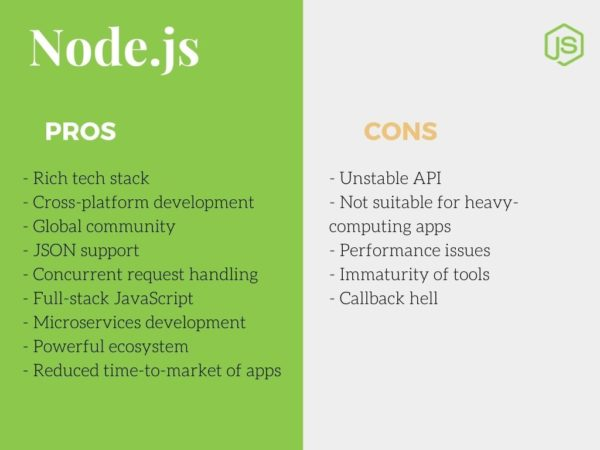 Node.js
JS
PROS
- Rich tech stack
- Cross-platform development
- Global community
- JSON support
- Concurrent request handling
- Full-stack JavaScript
- Microservices development
- Powerful ecosystem
- Reduced time-to-market of apps
CONS
- Unstable API
- Not suitable for heavy-
computing apps
- Performance issues
- Immaturity of tools
- Callback hell